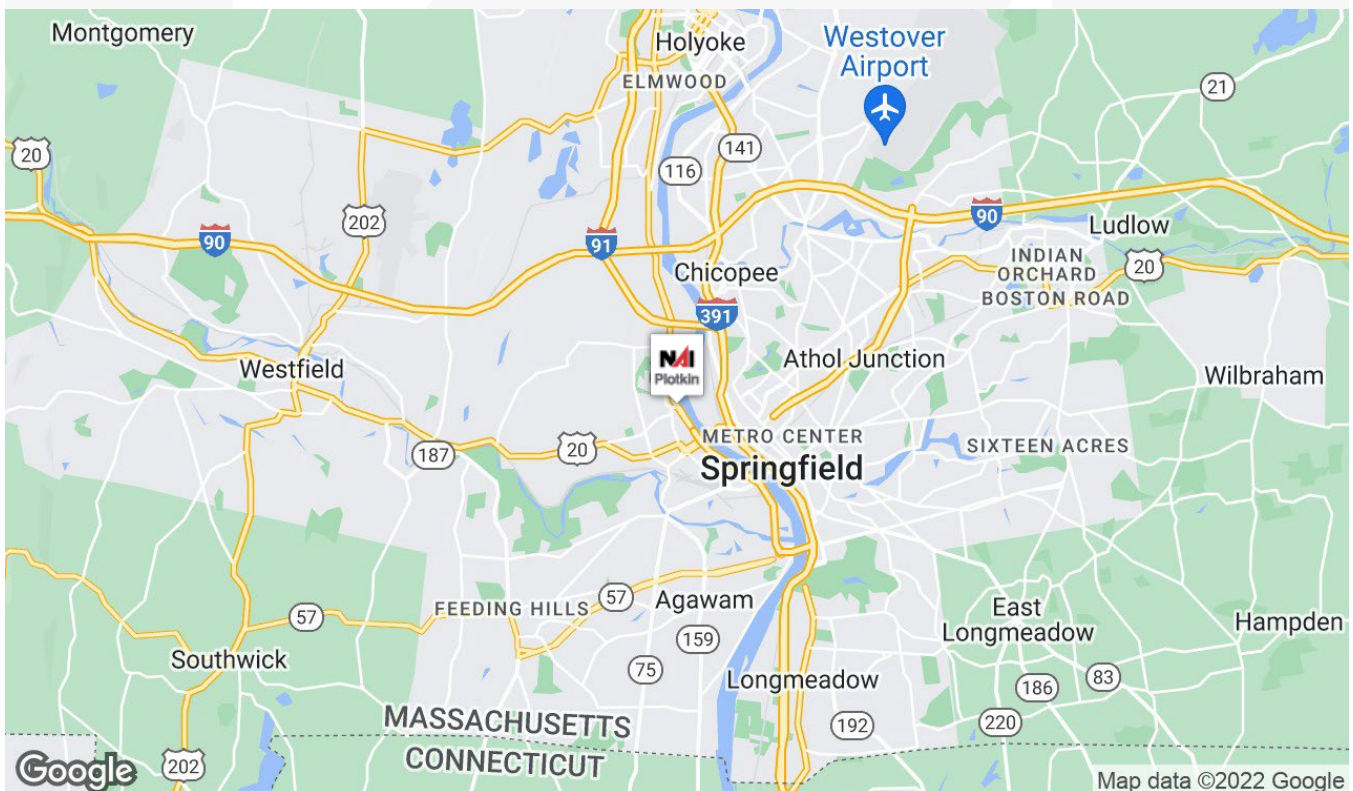 Montgomery
Holyoke
Westover
Airport
ELMWOOD
21
20
141
116
202
90
90
91
Ludlow
INDIAN
ORCHARD
20
Chicopee
BOSTON ROAD
391
NAI
Plotkin
Athol Junction
Westfield
Wilbraham
METRO CENTER
SIXTEEN ACRES
187
20
Springfield
57
FEEDING HILLS
57
Agawam
East
Longmeadow
Hampden
159
Southwick
75
Longmeadow
83
186
192
220
MASSACHUSETTS
CONNECTICUT
202
Google
Map data ©2022 Google